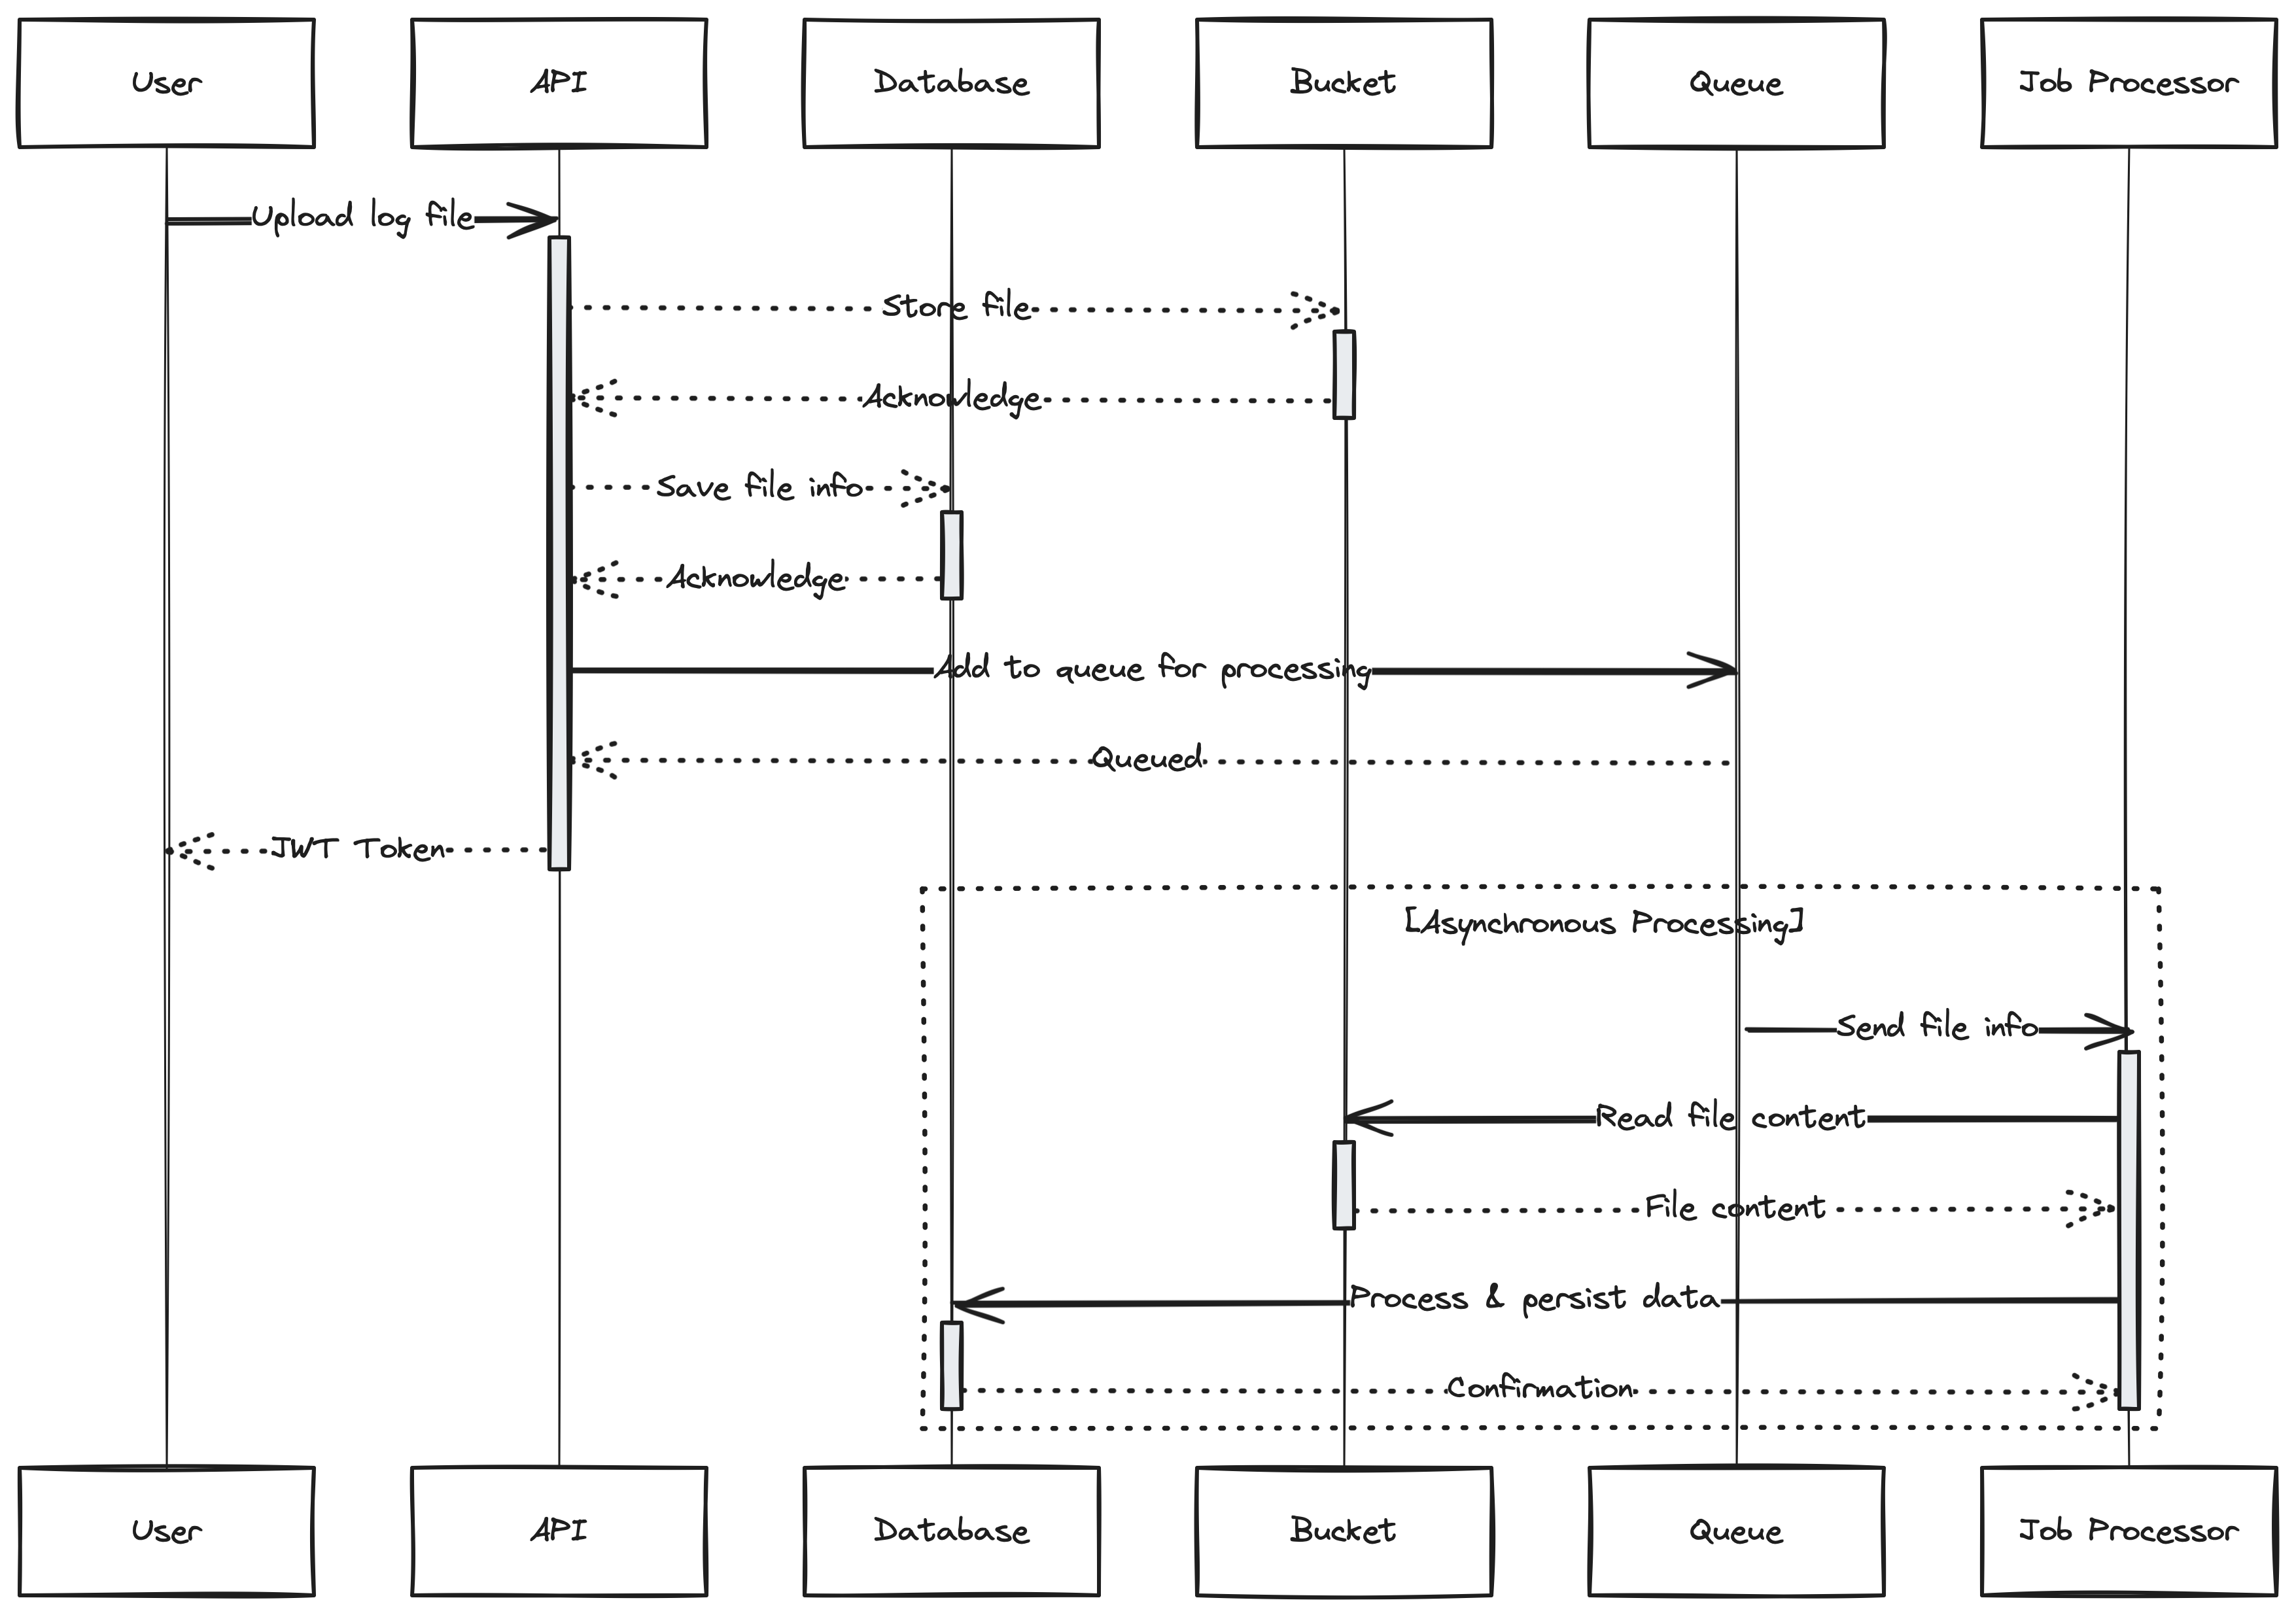 User
API
Database
Bucket
Queue
Job Processor
Upload log file
Store file
Acknowledge
Save file info
Acknowledge
Add to queue for processing
Queued
JWT Token
[Asynchronous Processing]
Send file info
Read file content
File content
Process & persist data
Confirmation
User
API
Database
Bucket
Queue
Job Processor